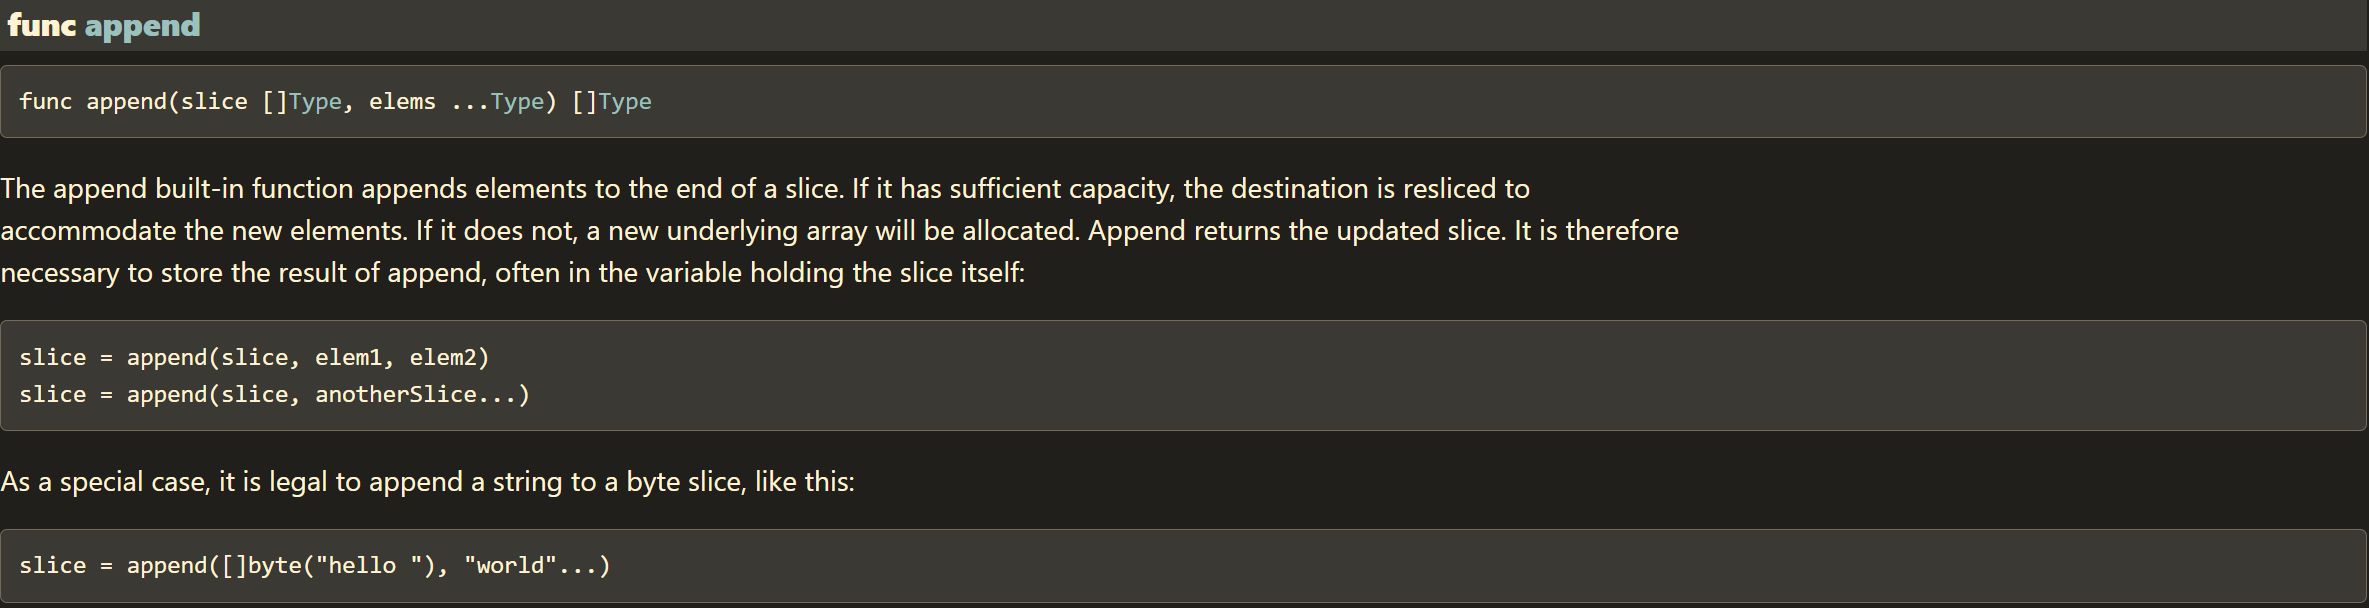 func append
func append(slice []Type, elems ...Type) []Type
The append built-in function appends elements to the end of a slice. If it has sufficient capacity, the destination is resliced to
accommodate the new elements. If it does not, a new underlying array will be allocated. Append returns the updated slice. It is therefore
necessary to store the result of append, often in the variable holding the slice itself:
slice = append(slice, elem1, elem2)
slice = append(slice, anotherSlice...)
As a special case, it is legal to append a string to a byte slice, like this:
slice = append([]byte("hello "), "world"...)